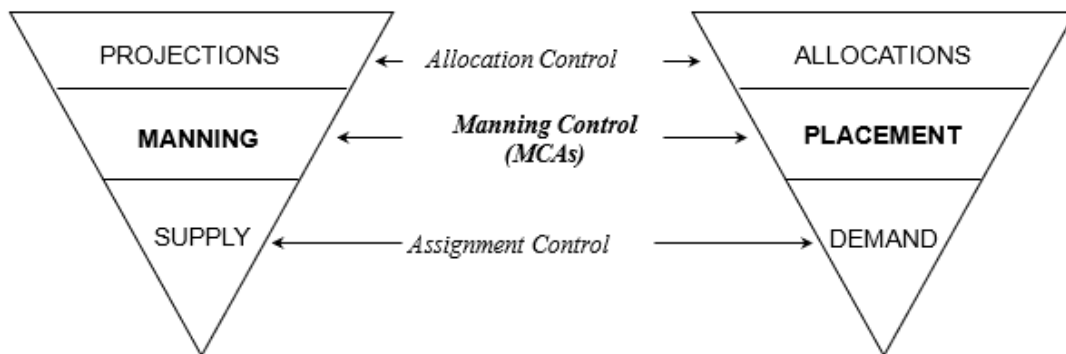 PROJECTIONS
Allocation Control
ALLOCATIONS
MANNING
Manning Control
(MCAs)
PLACEMENT
SUPPLY
Assignment Control
DEMAND